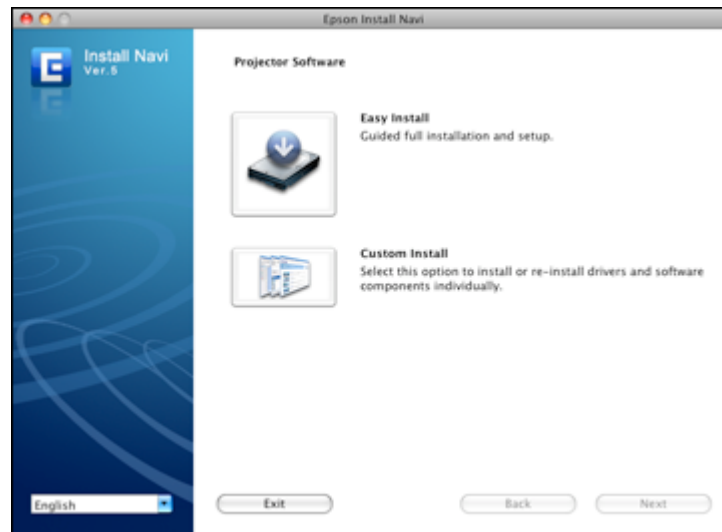 Epson Install Navi
Install Navi
Ver.5
Projector Software
Easy Install
Guided full installation and setup.
Custom Install
Select this option to install or re-install drivers and software
components individually.
English
Exit
Back
Next